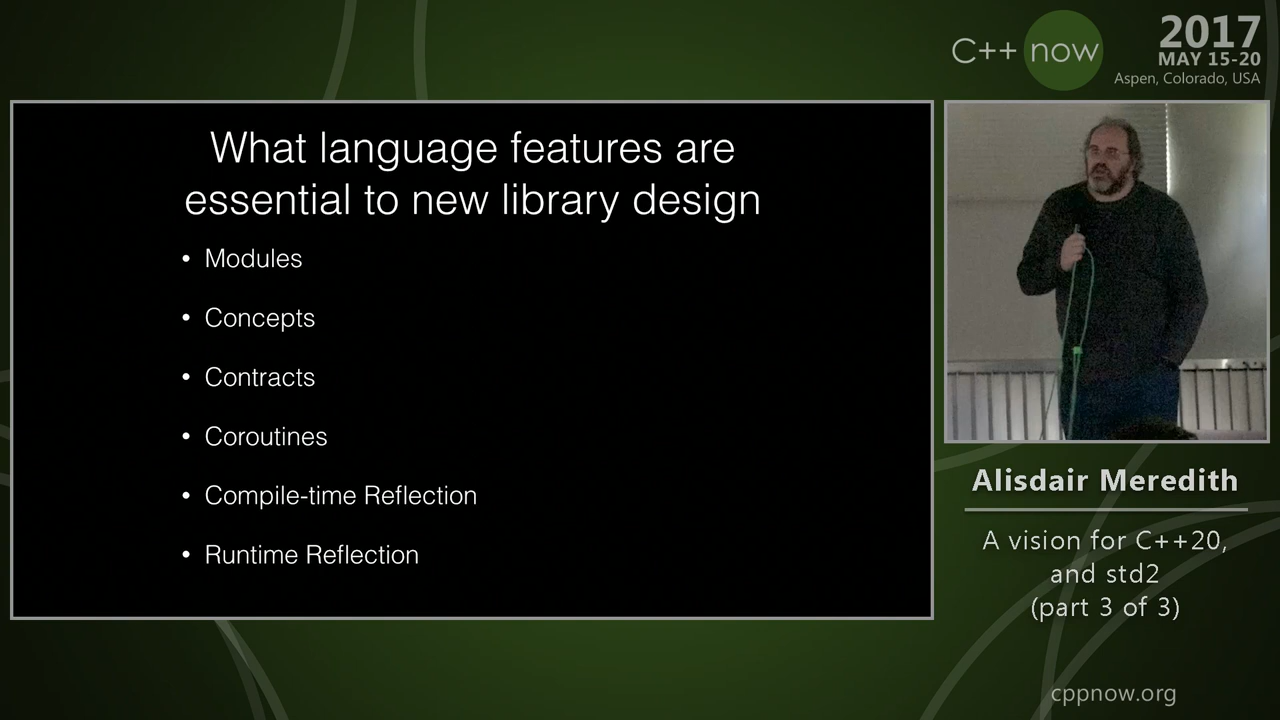 C++ now
2017
MAY 15-20
Aspen, Colorado, USA
What language features are
essential to new library design
• Modules
• Concepts
• Contracts
• Coroutines
• Compile-time Reflection
• Runtime Reflection
Alisdair Meredith
A vision for C++20,
and std2
(part 3 of 3)
cppnow.org